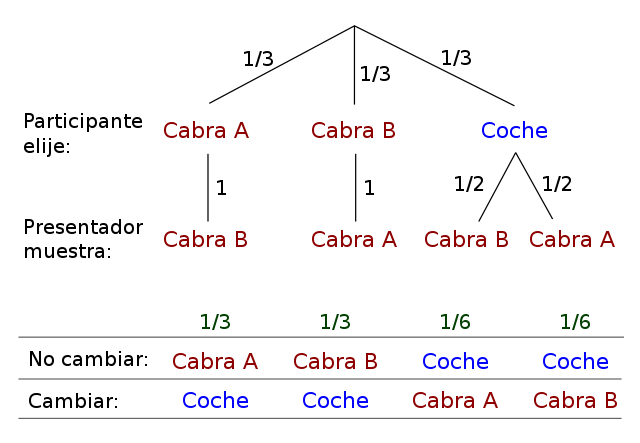 1/3 1/3 1/3
Participante
elije:
Cabra A Cabra B Coche
1 1 1/2 1/2
Presentador
muestra:
Cabra B Cabra A Cabra B Cabra A
1/3 1/3 1/6 1/6
No cambiar: Cabra A Cabra B Coche Coche
Cambiar: Coche Coche Cabra A Cabra B